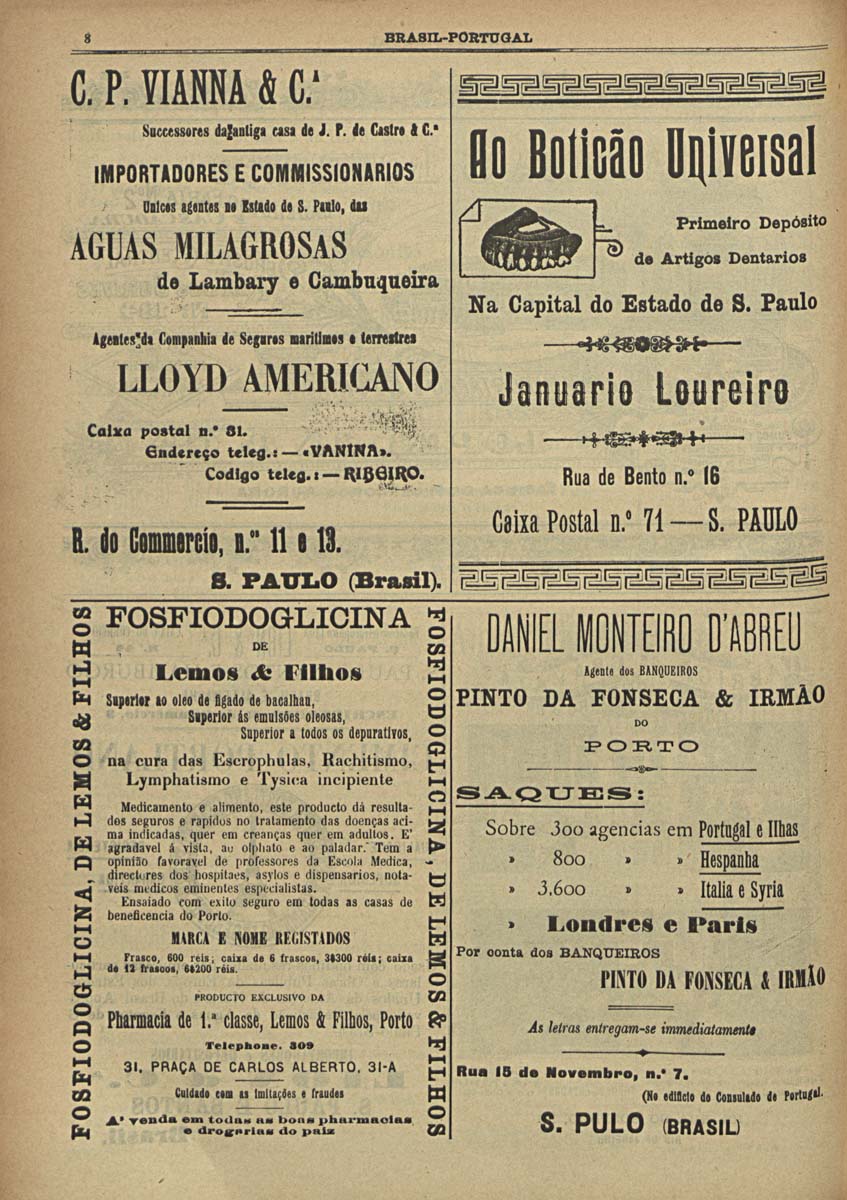 8
BRASIL-PORTUGAL
C. P. VIANNA & C.ª
Successores da antiga casa de J. P. de Castro & C.ª
IMPORTADORES E COMMISSIONARIOS
Unicos agentes no Estado de S. Paulo, das
AGUAS MILAGROSAS
de Lambary e Cambuqueira
Agentes da Companhia de Seguros maritimos e terrestres
LLOYD AMERICANO
Caixa postal n.º 31.
Endereço teleg.: — «VANINA».
Codigo teleg.: — RIBEIRO.
R. do Commercio, n.ºs 11 e 13.
S. PAULO (Brasil).
Ao Boticão Universal
Primeiro Depósito
de Artigos Dentarios
Na Capital do Estado de S. Paulo
Januario Loureiro
Rua de Bento n.º 16
Caixa Postal n.º 71 — S. PAULO
FOSFIODOGLICINA, DE LEMOS & FILHOS
FOSFIODOGLICINA
DE
Lemos & Filhos
Superior ao oleo de figado de bacalhau,
Superior ás emulsões oleosas,
Superior a todos os depurativos,
na cura das Escrophulas, Rachitismo,
Lymphatismo e Tysica incipiente
Medicamento e alimento, este producto dá resulta-
dos seguros e rapidos no tratamento das doenças aci-
ma indicadas, quer em creanças quer em adultos. E'
agradavel á vista, ao olphato e ao paladar. Tem a
opinião favoravel de professores da Escola Medica,
directores dos hospitaes, asylos e dispensarios, nota-
veis medicos eminentes especialistas.
Ensaiado com exito seguro em todas as casas de
beneficencia do Porto.
MARCA E NOME REGISTADOS
Frasco, 600 réis; caixa de 6 frascos, 3$300 réis; caixa
de 12 frascos, 6$200 réis.
PRODUCTO EXCLUSIVO DA
Pharmacia de 1.ª classe, Lemos & Filhos, Porto
Telephone. 309
31, PRAÇA DE CARLOS ALBERTO, 31-A
Cuidado com as imitações e fraudes
A' venda em todas as boas pharmacias
e drogarias do paiz
FOSFIODOGLICINA, DE LEMOS & FILHOS
DANIEL MONTEIRO D'ABREU
Agente dos BANQUEIROS
PINTO DA FONSECA & IRMÃO
DO
PORTO
SAQUES:
Sobre 300 agencias em Portugal e Ilhas
» 800 » » Hespanha
» 3.600 » » Italia e Syria
» Londres e Paris
Por conta dos BANQUEIROS
PINTO DA FONSECA & IRMÃO
As letras entregam-se immediatamente
Rua 15 de Novembro, n.º 7.
(No edificio do Consulado de Portugal.
S. PULO (BRASIL)